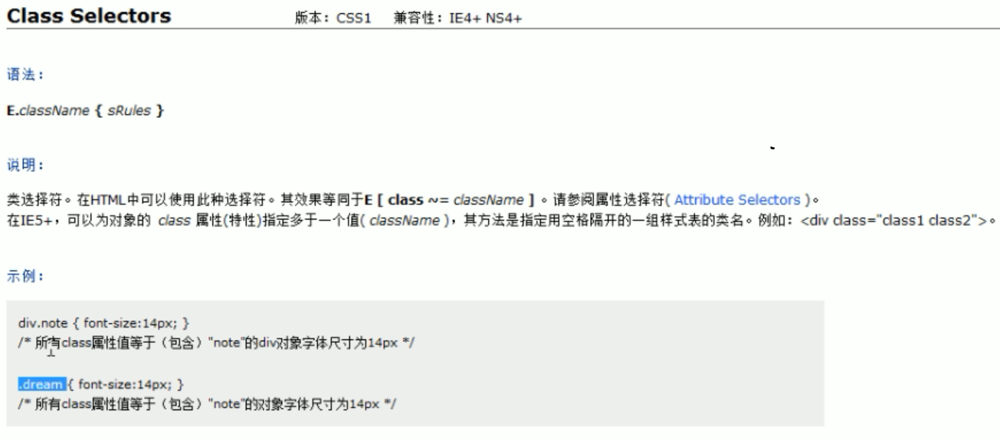 Class Selectors 版本：CSS1 兼容性：IE4+ NS4+
语法：
E.className { sRules }
说明：
类选择符。在HTML中可以使用此种选择符。其效果等同于E [ class ~= className ] 。请参阅属性选择符( Attribute Selectors )。
在IE5+，可以为对象的 class 属性(特性)指定多于一个值( className )，其方法是指定用空格隔开的一组样式表的类名。例如：<div class="class1 class2">。
示例：
div.note { font-size:14px; }
/* 所有class属性值等于（包含）"note"的div对象字体尺寸为14px */
.dream { font-size:14px; }
/* 所有class属性值等于（包含）"note"的对象字体尺寸为14px */